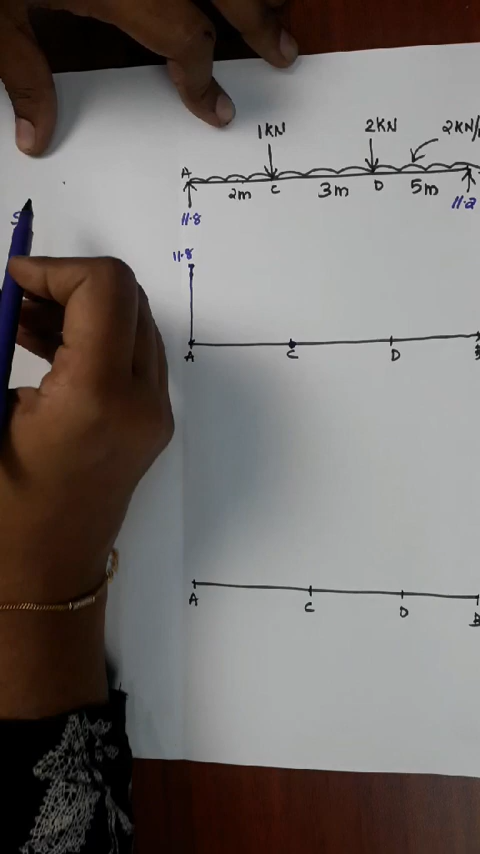 1KN 2KN 2KN/
A 2m C 3m D 5m
11.8 11.2
S
11.8
A C D B
A C D B